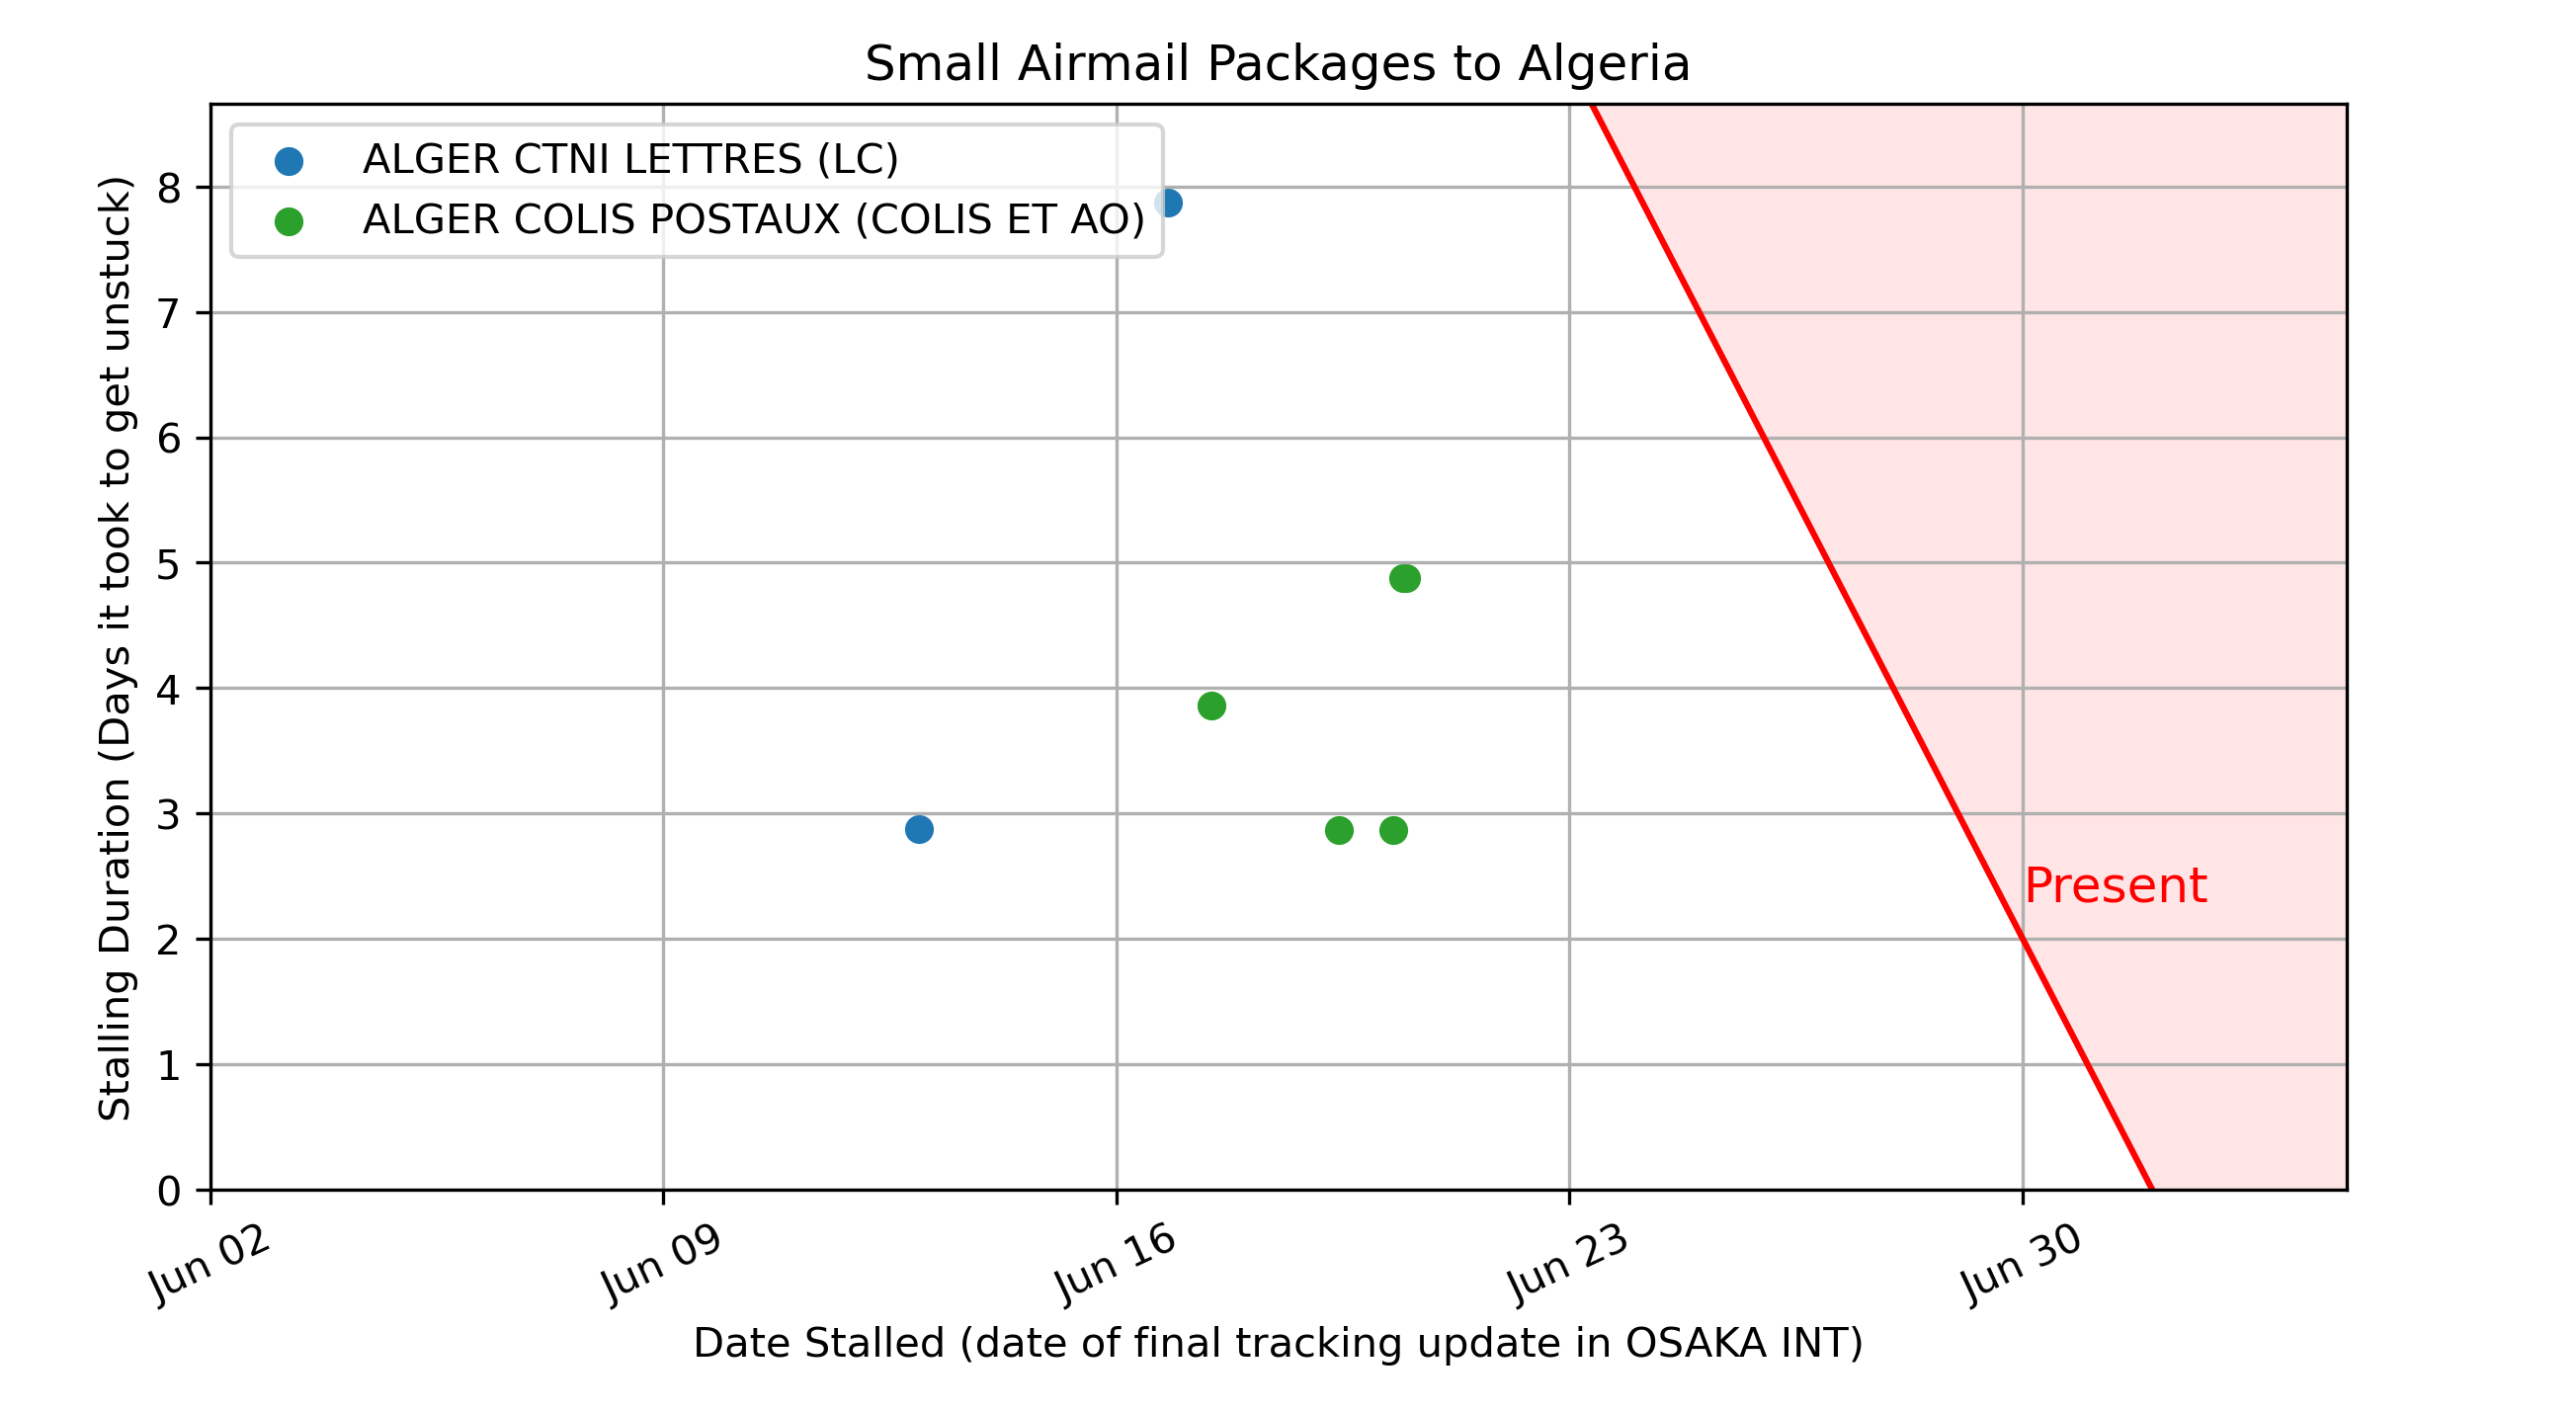 Small Airmail Packages to Algeria
ALGER CTNI LETTRES (LC)
ALGER COLIS POSTAUX (COLIS ET AO)
Stalling Duration (Days it took to get unstuck)
8
7
6
5
4
3
2
1
0
Present
Jun 02
Jun 09
Jun 16
Jun 23
Jun 30
Date Stalled (date of final tracking update in OSAKA INT)